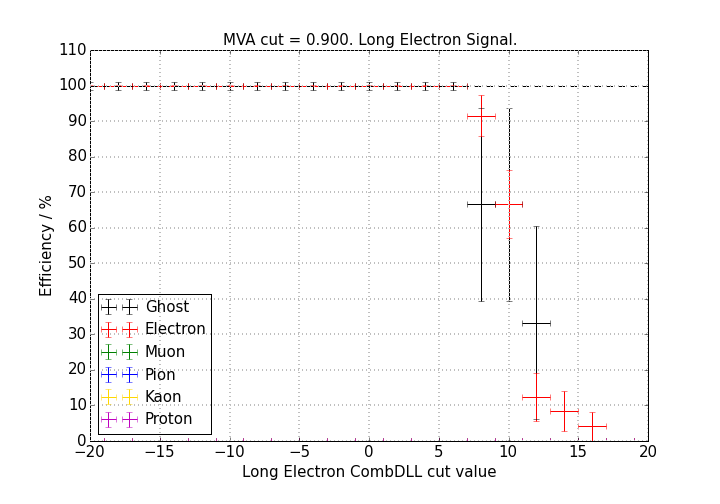 MVA cut = 0.900. Long Electron Signal.
110
100
90
80
70
60
50
40
30
20
10
0
Efficiency / %
Ghost
Electron
Muon
Pion
Kaon
Proton
−20 −15 −10 −5 0 5 10 15 20
Long Electron CombDLL cut value